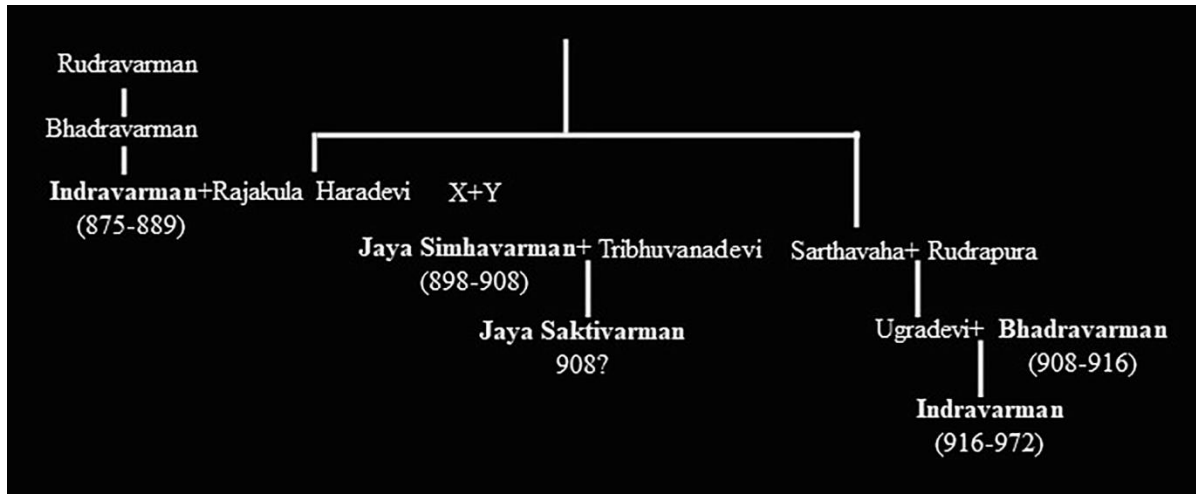 Rudravarman
Bhadravarman
Indravarman+Rajakula Haradevi X+Y
(875-889)
Jaya Simhavarman+ Tribhuvanadevi Sarthavaha+ Rudrapura
(898-908)
Jaya Saktivarman Ugradevi+ Bhadravarman
908? (908-916)
Indravarman
(916-972)